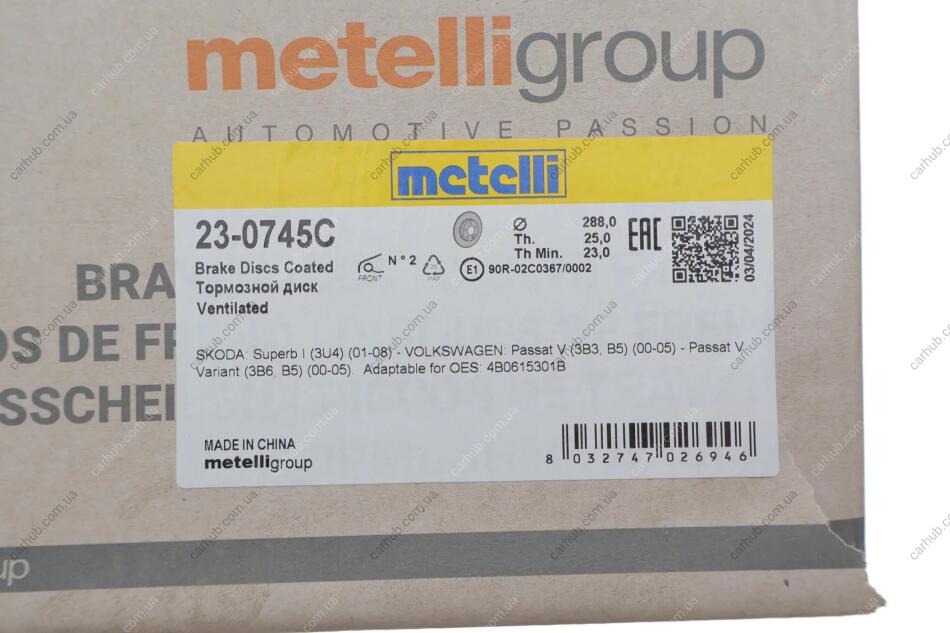 metelligroup
AUTOMOTIVE PASSION
metelli
23-0745C
Brake Discs Coated
Тормозной диск
Ventilated
FRONT
N°2
PAP
Ø 288,0
Th. 25,0
Th Min. 23,0
E1 90R-02C0367/0002
EAC
03/04/2024
SKODA: Superb I (3U4) (01-08) - VOLKSWAGEN: Passat V (3B3, B5) (00-05) - Passat V
Variant (3B6, B5) (00-05). Adaptable for OES: 4B0615301B
MADE IN CHINA
metelligroup
8 032747 026946
BRA
OS DE FR
SSCHEI
up
carhub.com.ua